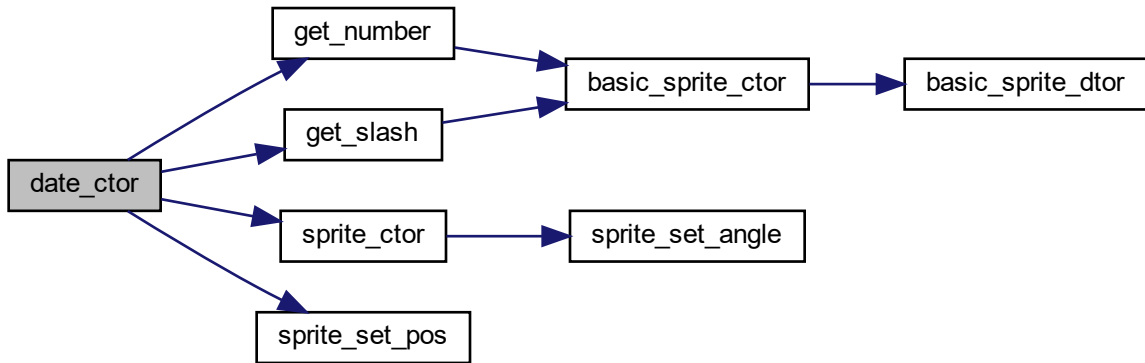 get_number
basic_sprite_ctor
basic_sprite_dtor
get_slash
date_ctor
sprite_ctor
sprite_set_angle
sprite_set_pos